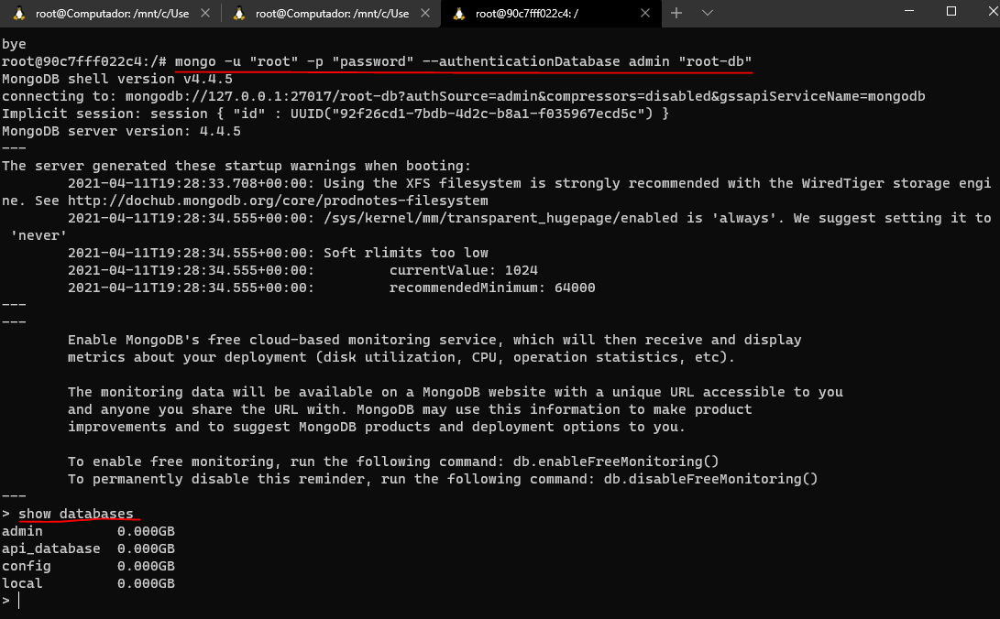 root@Computador: /mnt/c/Use
root@Computador: /mnt/c/Use
root@90c7fff022c4: /
bye
root@90c7fff022c4:/# mongo -u "root" -p "password" --authenticationDatabase admin "root-db"
MongoDB shell version v4.4.5
connecting to: mongodb://127.0.0.1:27017/root-db?authSource=admin&compressors=disabled&gssapiServiceName=mongodb
Implicit session: session { "id" : UUID("92f26cd1-7bdb-4d2c-b8a1-f035967ecd5c") }
MongoDB server version: 4.4.5
---
The server generated these startup warnings when booting:
        2021-04-11T19:28:33.708+00:00: Using the XFS filesystem is strongly recommended with the WiredTiger storage engi
ne. See http://dochub.mongodb.org/core/prodnotes-filesystem
        2021-04-11T19:28:34.555+00:00: /sys/kernel/mm/transparent_hugepage/enabled is 'always'. We suggest setting it to
 'never'
        2021-04-11T19:28:34.555+00:00: Soft rlimits too low
        2021-04-11T19:28:34.555+00:00:         currentValue: 1024
        2021-04-11T19:28:34.555+00:00:         recommendedMinimum: 64000
---
---
        Enable MongoDB's free cloud-based monitoring service, which will then receive and display
        metrics about your deployment (disk utilization, CPU, operation statistics, etc).
        The monitoring data will be available on a MongoDB website with a unique URL accessible to you
        and anyone you share the URL with. MongoDB may use this information to make product
        improvements and to suggest MongoDB products and deployment options to you.
        To enable free monitoring, run the following command: db.enableFreeMonitoring()
        To permanently disable this reminder, run the following command: db.disableFreeMonitoring()
---
> show databases
admin         0.000GB
api_database  0.000GB
config        0.000GB
local         0.000GB
>